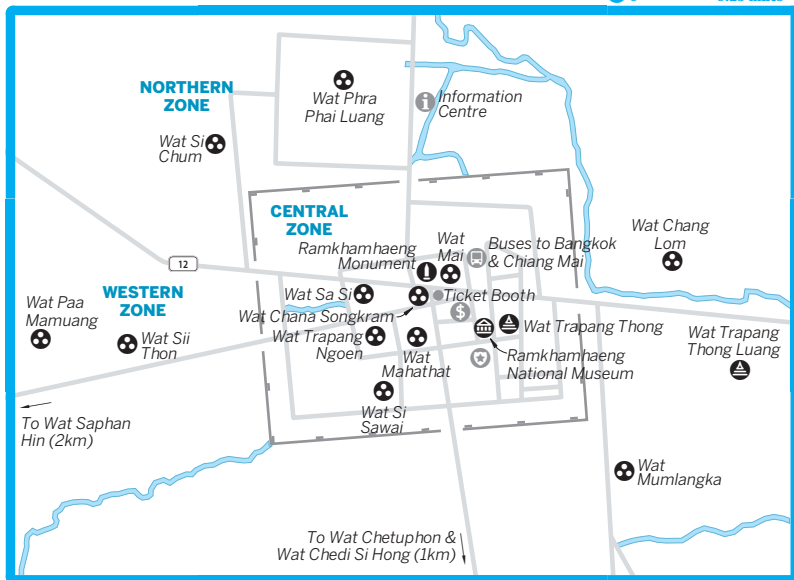 NORTHERN
ZONE
Wat Phra
Phai Luang
Information
Centre
Wat Si
Chum
CENTRAL
ZONE
Wat Chang
Lom
12
Ramkhamhaeng
Monument
Wat
Mai
Buses to Bangkok
& Chiang Mai
Wat Paa
Mamuang
WESTERN
ZONE
Wat Sa Si
Ticket Booth
Wat Chana Songkram
$
Wat Sii
Thon
Wat Trapang
Ngoen
Wat
Mahathat
Wat Trapang Thong
Ramkhamhaeng
National Museum
Wat Trapang
Thong Luang
Wat Si
Sawai
To Wat Saphan
Hin (2km)
Wat
Mumlangka
To Wat Chetuphon &
Wat Chedi Si Hong (1km)